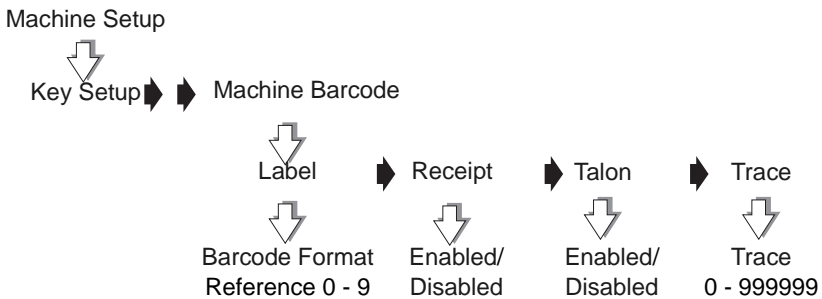 Machine Setup
Key Setup Machine Barcode
Label Receipt Talon Trace
Barcode Format Enabled/ Enabled/ Trace
Reference 0 - 9 Disabled Disabled 0 - 999999